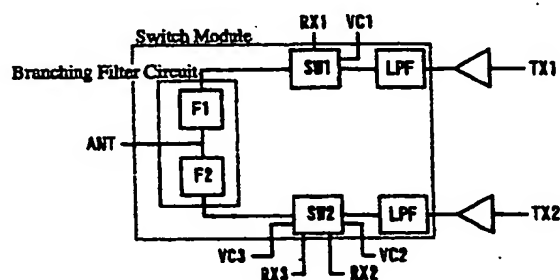 RX1 VC1
Switch Module
SW1 LPF TX1
Branching Filter Circuit
F1
ANT
F2
SW2 LPF TX2
VC3 VC2
RX3 RX2